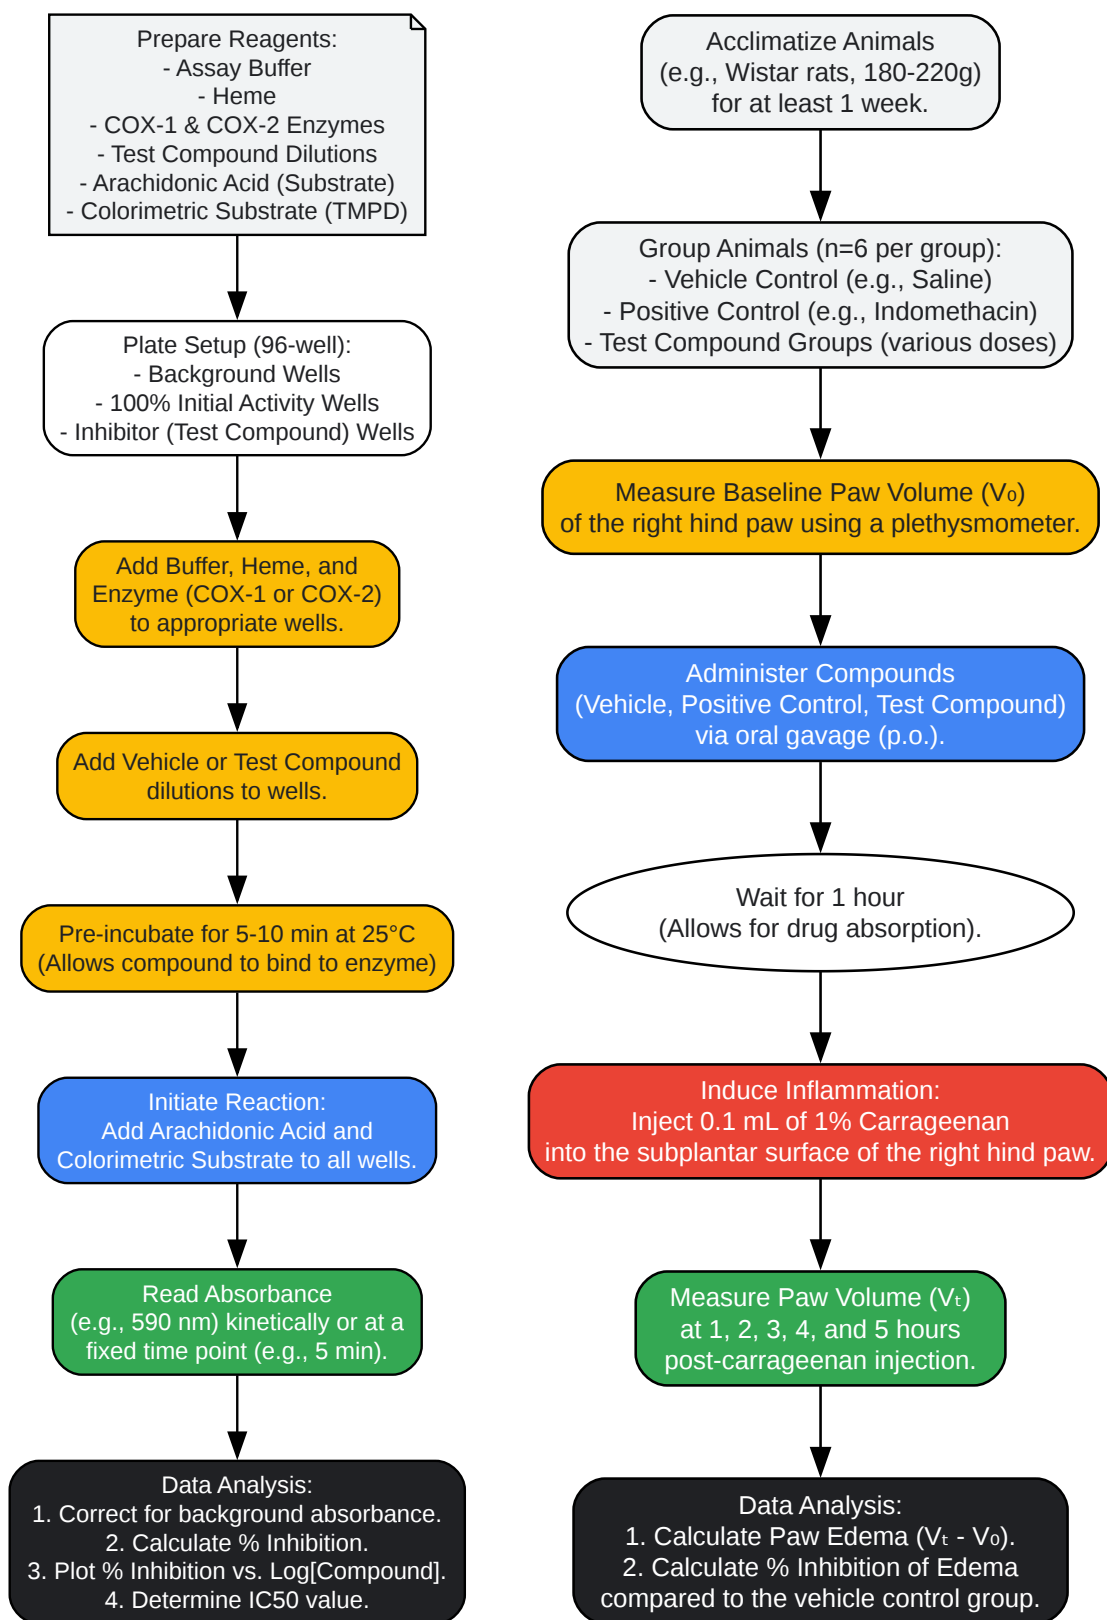 Prepare Reagents:
- Assay Buffer
- Heme
- COX-1 & COX-2 Enzymes
- Test Compound Dilutions
- Arachidonic Acid (Substrate)
- Colorimetric Substrate (TMPD)
Plate Setup (96-well):
- Background Wells
- 100% Initial Activity Wells
- Inhibitor (Test Compound) Wells
Add Buffer, Heme, and
Enzyme (COX-1 or COX-2)
to appropriate wells.
Add Vehicle or Test Compound
dilutions to wells.
Pre-incubate for 5-10 min at 25°C
(Allows compound to bind to enzyme)
Initiate Reaction:
Add Arachidonic Acid and
Colorimetric Substrate to all wells.
Read Absorbance
(e.g., 590 nm) kinetically or at a
fixed time point (e.g., 5 min).
Data Analysis:
1. Correct for background absorbance.
2. Calculate % Inhibition.
3. Plot % Inhibition vs. Log[Compound].
4. Determine IC50 value.
Acclimatize Animals
(e.g., Wistar rats, 180-220g)
for at least 1 week.
Group Animals (n=6 per group):
- Vehicle Control (e.g., Saline)
- Positive Control (e.g., Indomethacin)
- Test Compound Groups (various doses)
Measure Baseline Paw Volume (V₀)
of the right hind paw using a plethysmometer.
Administer Compounds
(Vehicle, Positive Control, Test Compound)
via oral gavage (p.o.).
Wait for 1 hour
(Allows for drug absorption).
Induce Inflammation:
Inject 0.1 mL of 1% Carrageenan
into the subplantar surface of the right hind paw.
Measure Paw Volume (Vₜ)
at 1, 2, 3, 4, and 5 hours
post-carrageenan injection.
Data Analysis:
1. Calculate Paw Edema (Vₜ - V₀).
2. Calculate % Inhibition of Edema
compared to the vehicle control group.